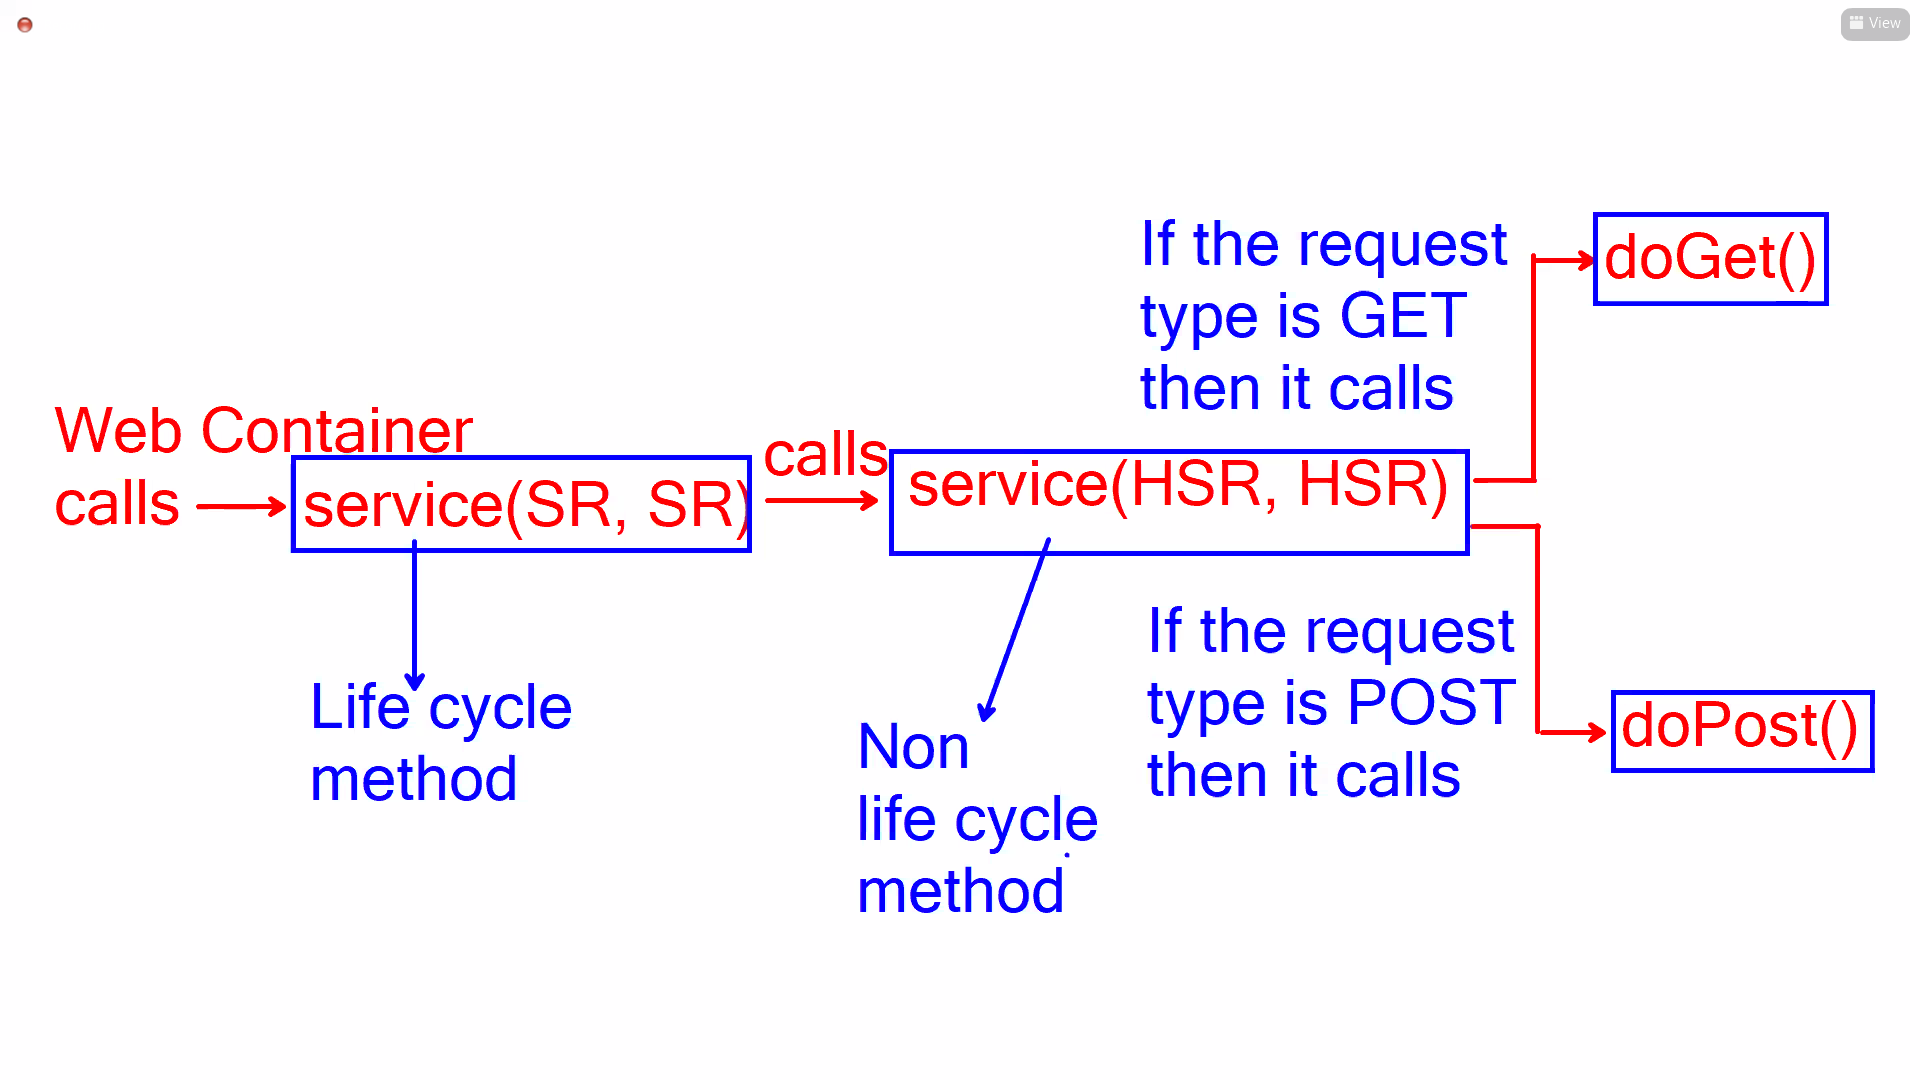 View
Web Container
calls
service(SR, SR)
Life cycle
method
calls
service(HSR, HSR)
Non
life cycle
method
If the request
type is GET
then it calls
doGet()
If the request
type is POST
then it calls
doPost()